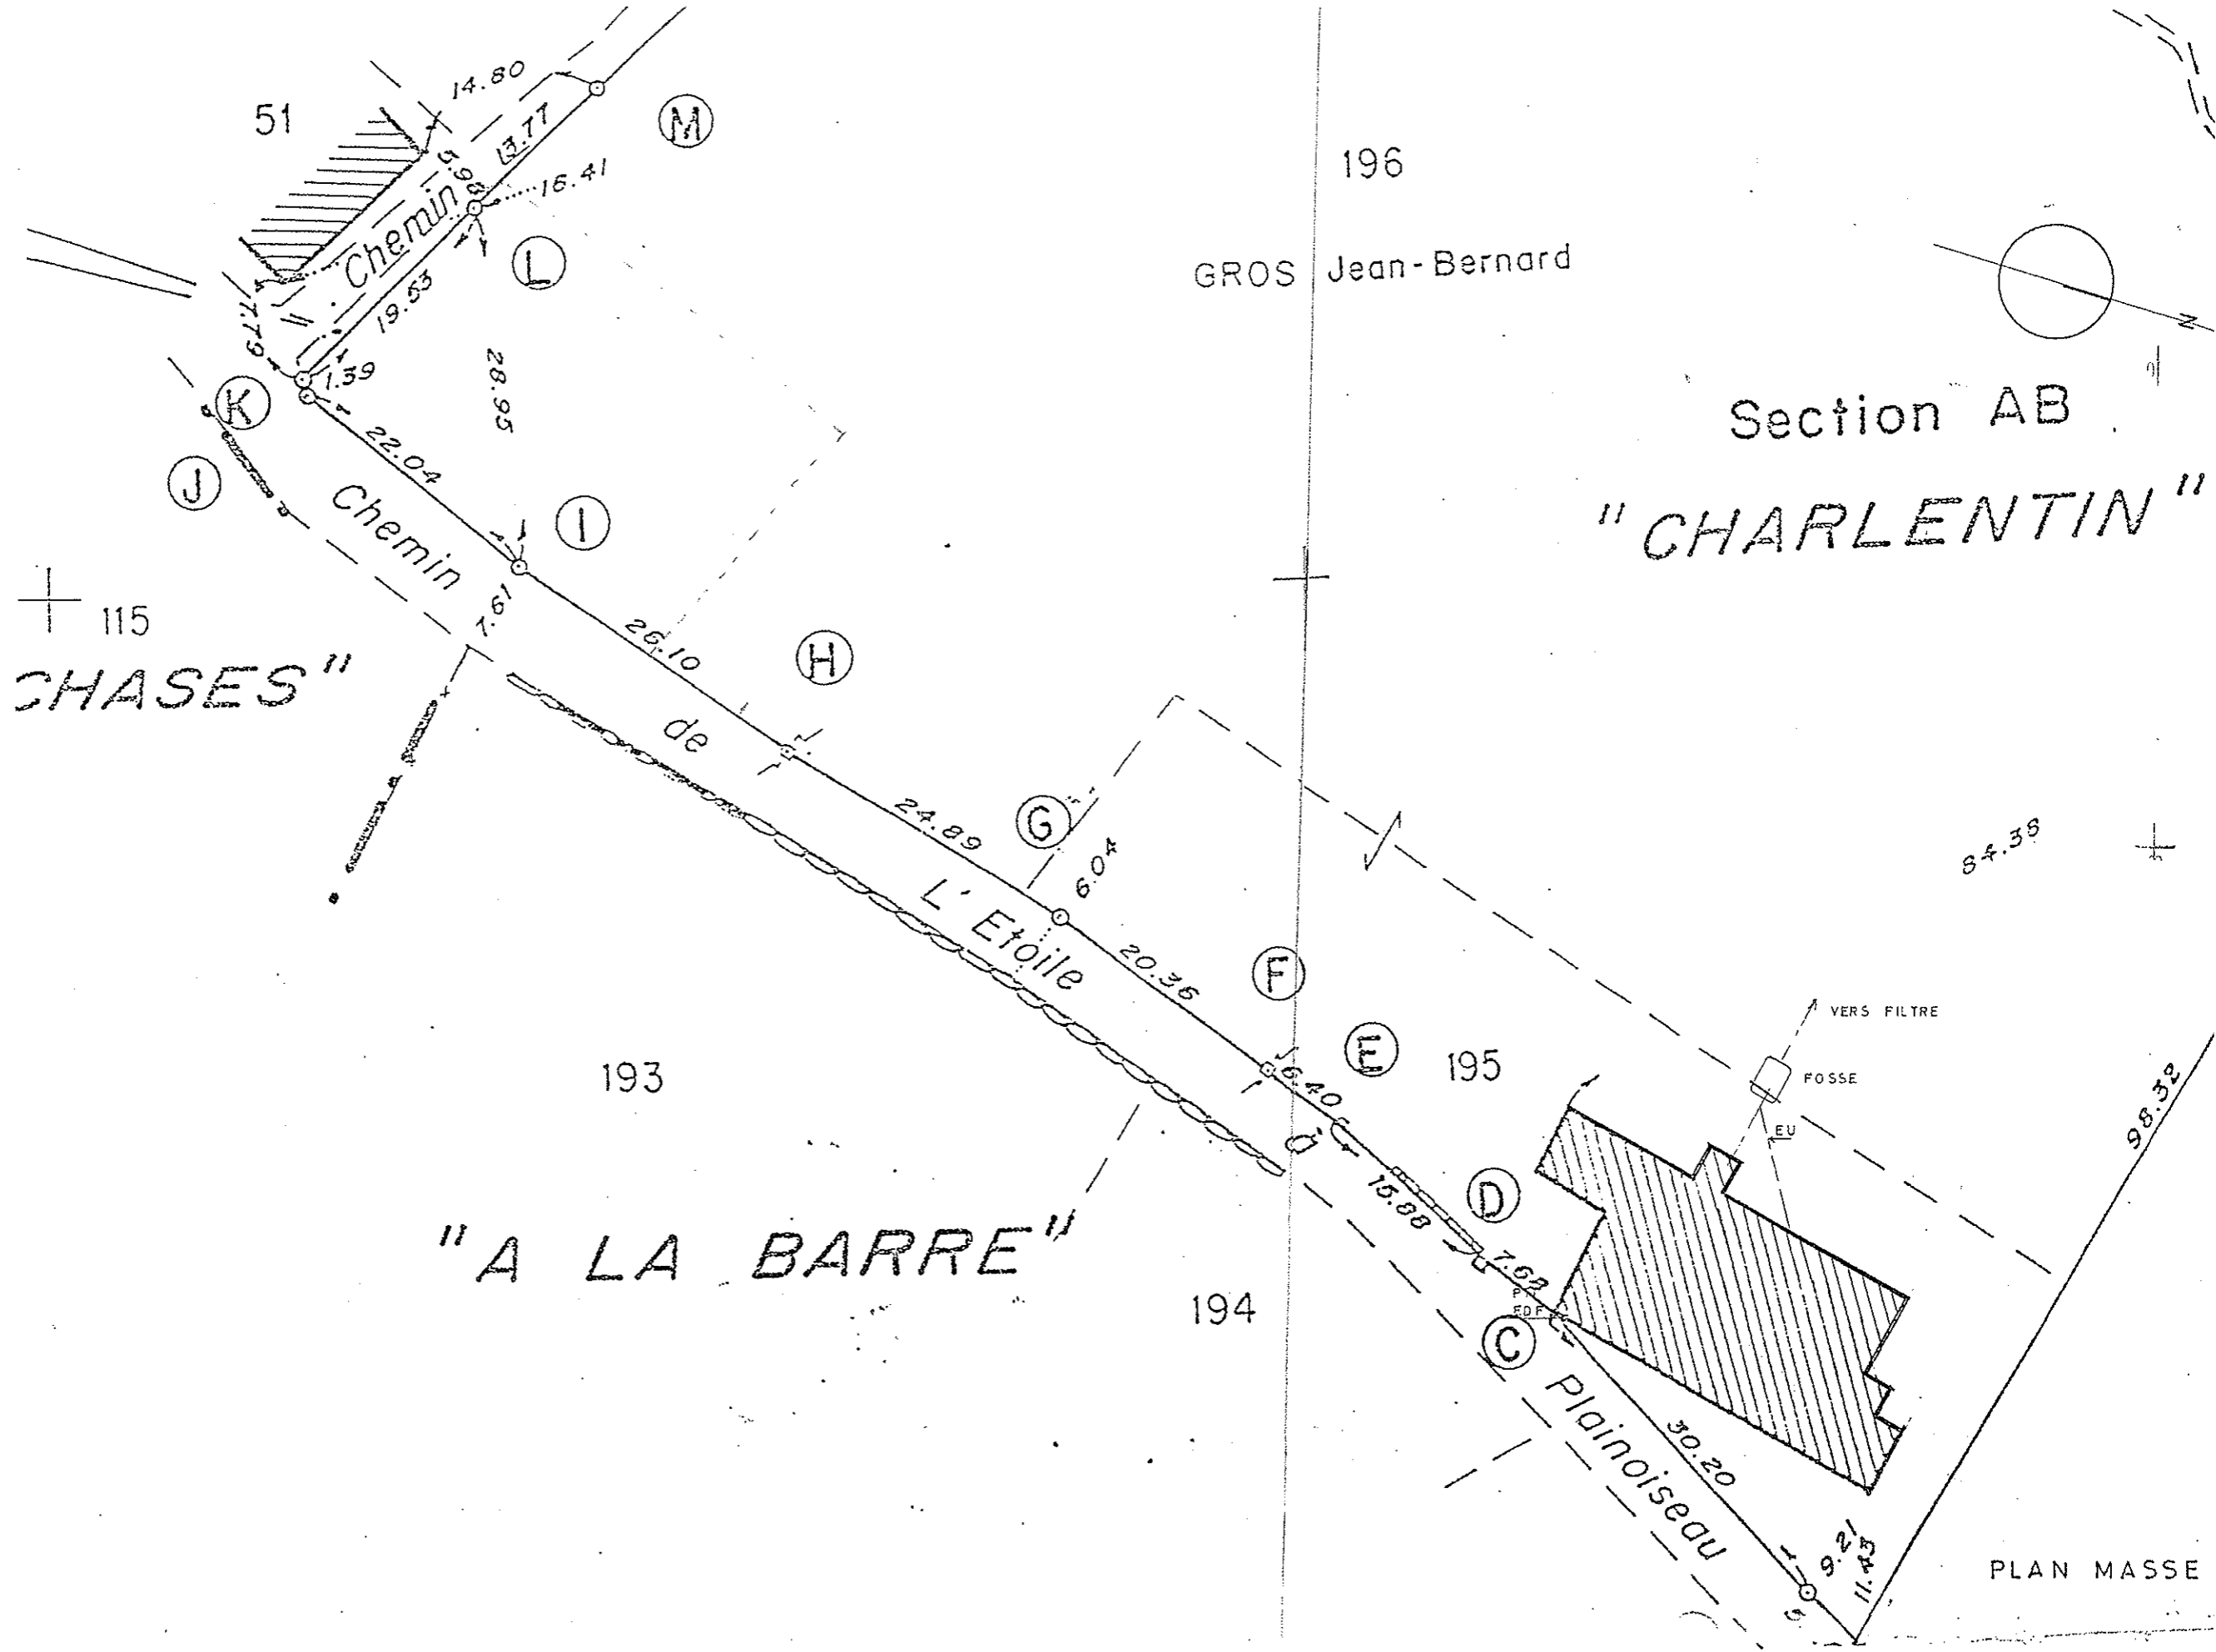 14.80
51
M
13.77
5.98
16.41
196
Chemin
L
GROS Jean-Bernard
19.53
7.79
N
1.39
28.95
K
Section AB
22.04
J
"CHARLENTIN"
Chemin
I
115
7.61
26.10
H
CHASES"
de
24.89
G
6.04
84.38
L'Etoile
20.36
F
VERS FILTRE
E
195
193
6.40
FOSSE
98.32
EU
à
15.88
D
"A LA BARRE"
7.62
194
EDF
C
Plainoiseau
30.20
9.21
11.43
PLAN MASSE